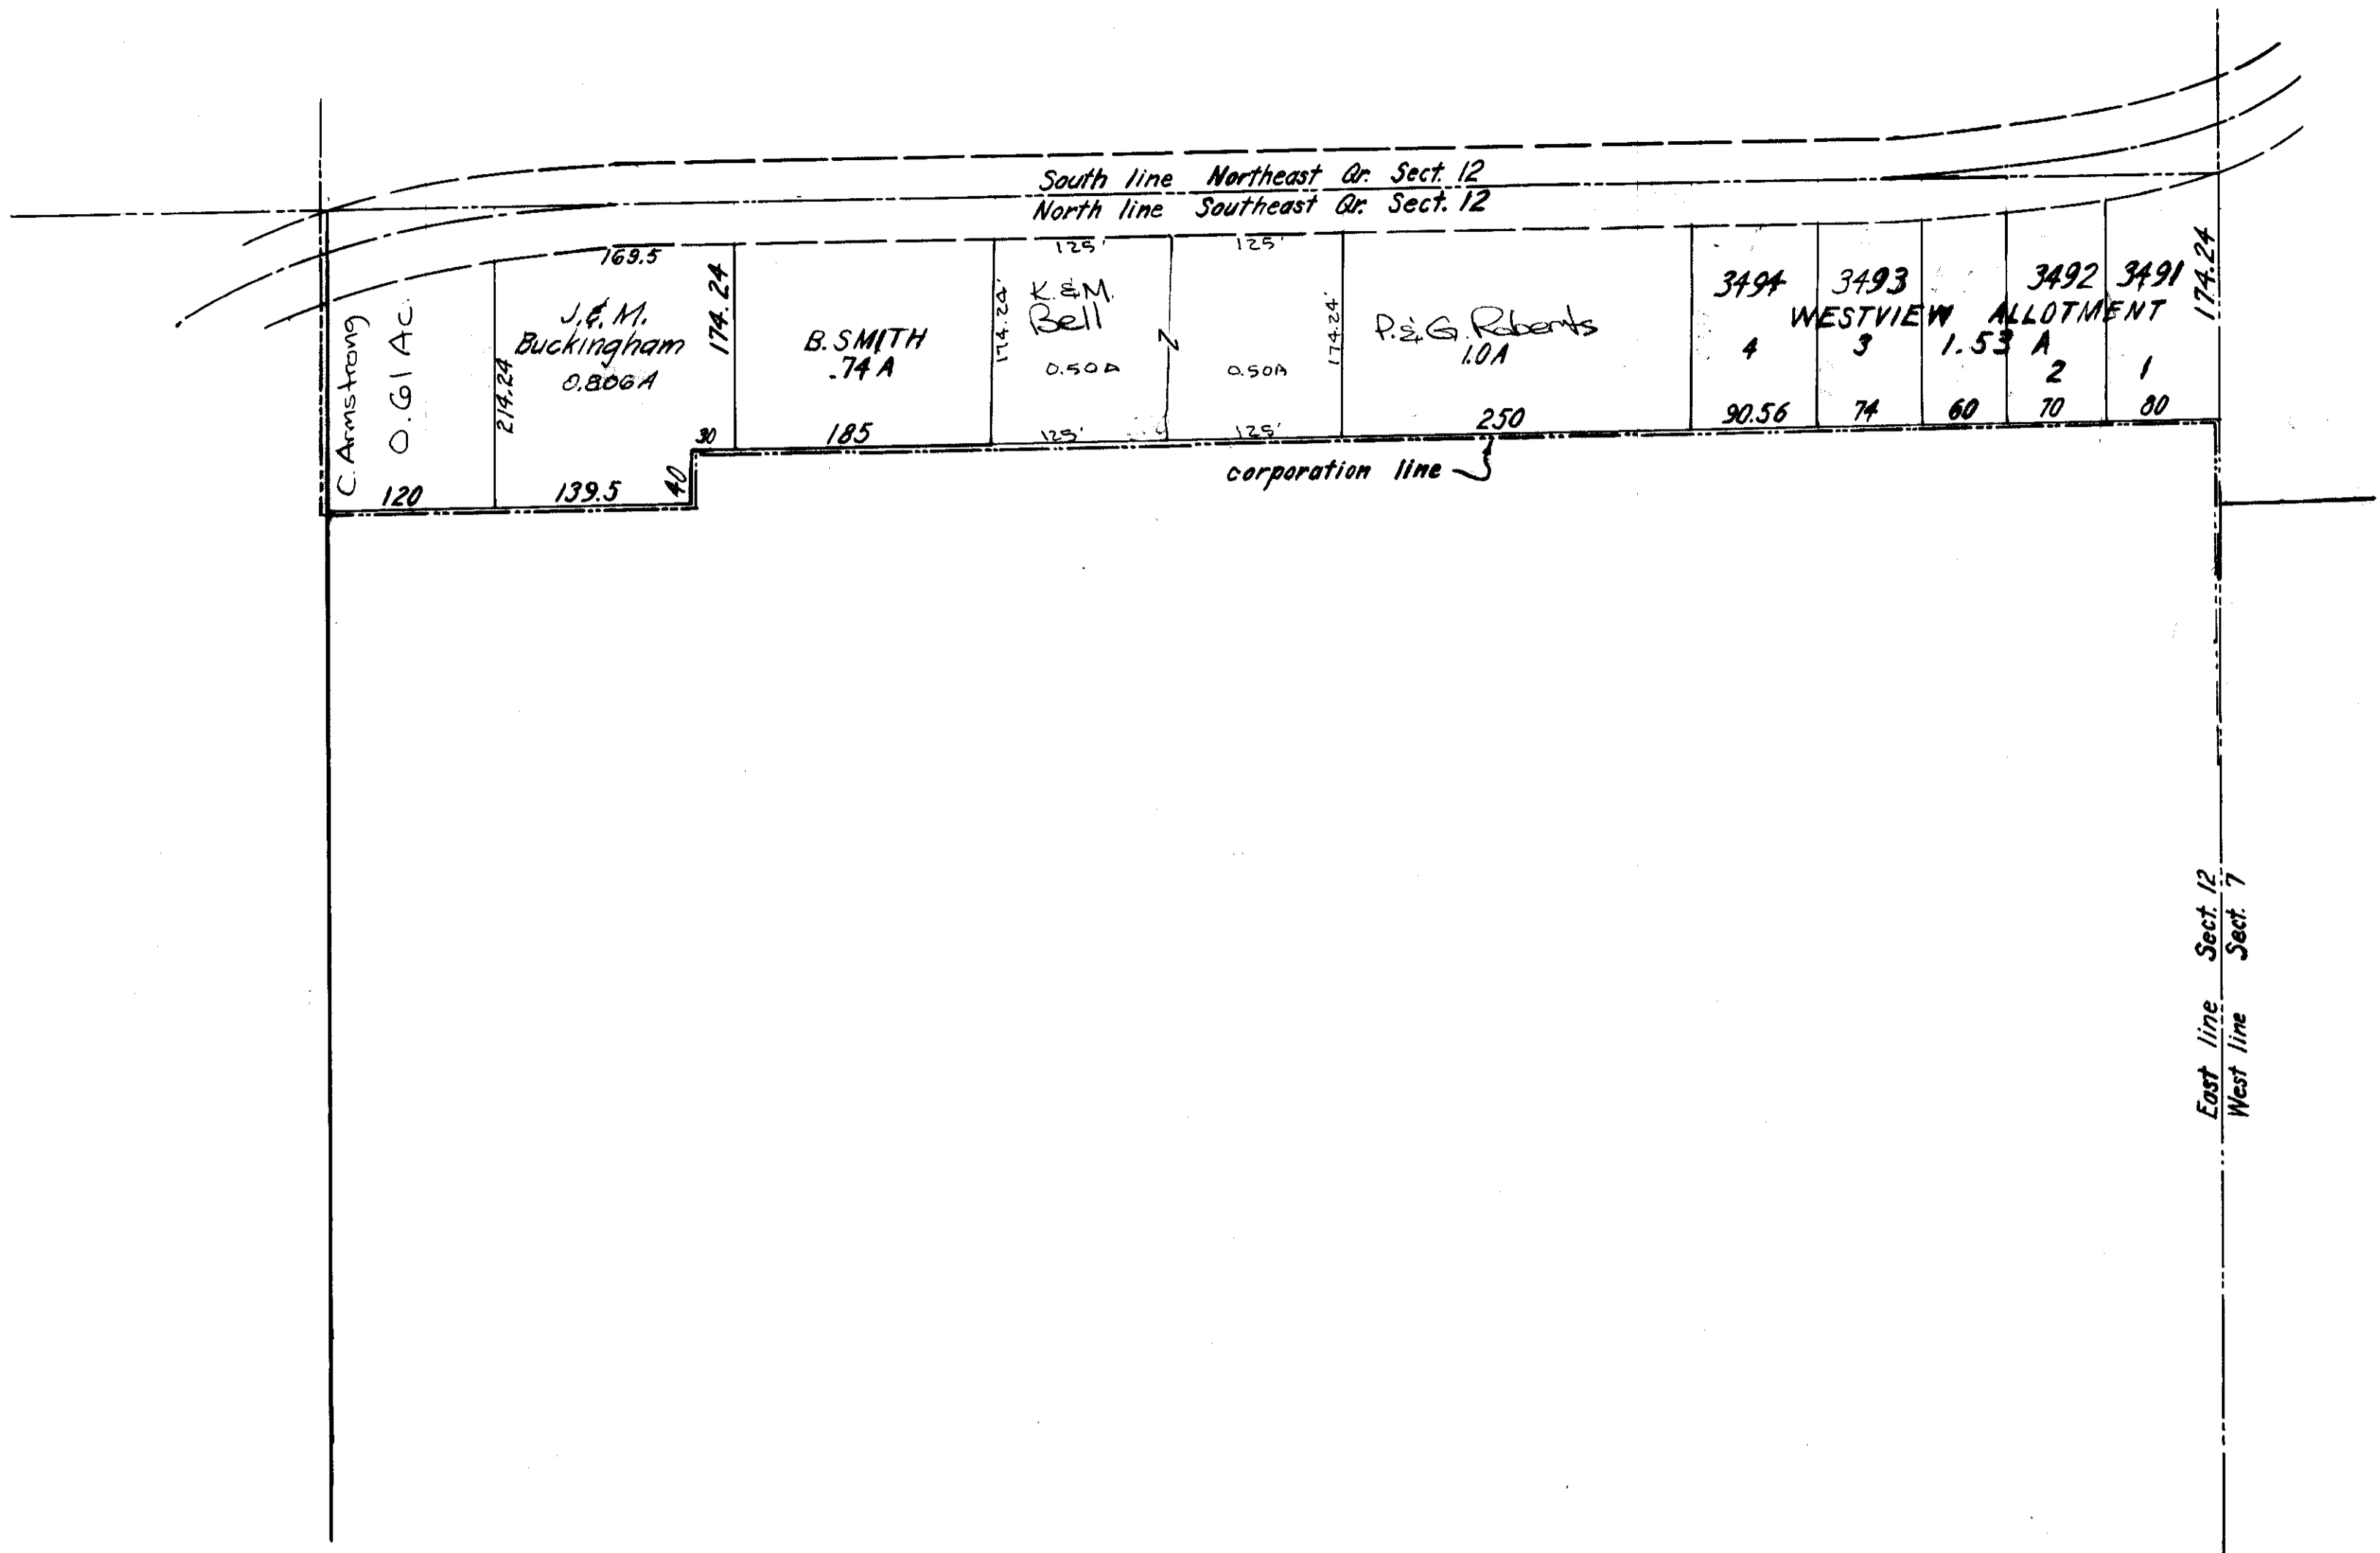 South line Northeast Qr. Sect. 12
North line Southeast Qr. Sect. 12
C. Armstrong
0.61 Ac.
120
214.24
169.5
J. & M.
Buckingham
0.806 A
139.5
40
30
174.24
B. SMITH
.74 A
185
174.24'
125'
K. & M.
Bell
0.50 A
125'
Z
125'
0.50A
125'
174.24'
P. & G. Roberts
1.0A
250
corporation line
3494
3493
3492
3491
WESTVIEW ALLOTMENT
1.53 A
4
3
2
1
90.56
74
60
70
80
174.24
East line Sect. 12
West line Sect. 7